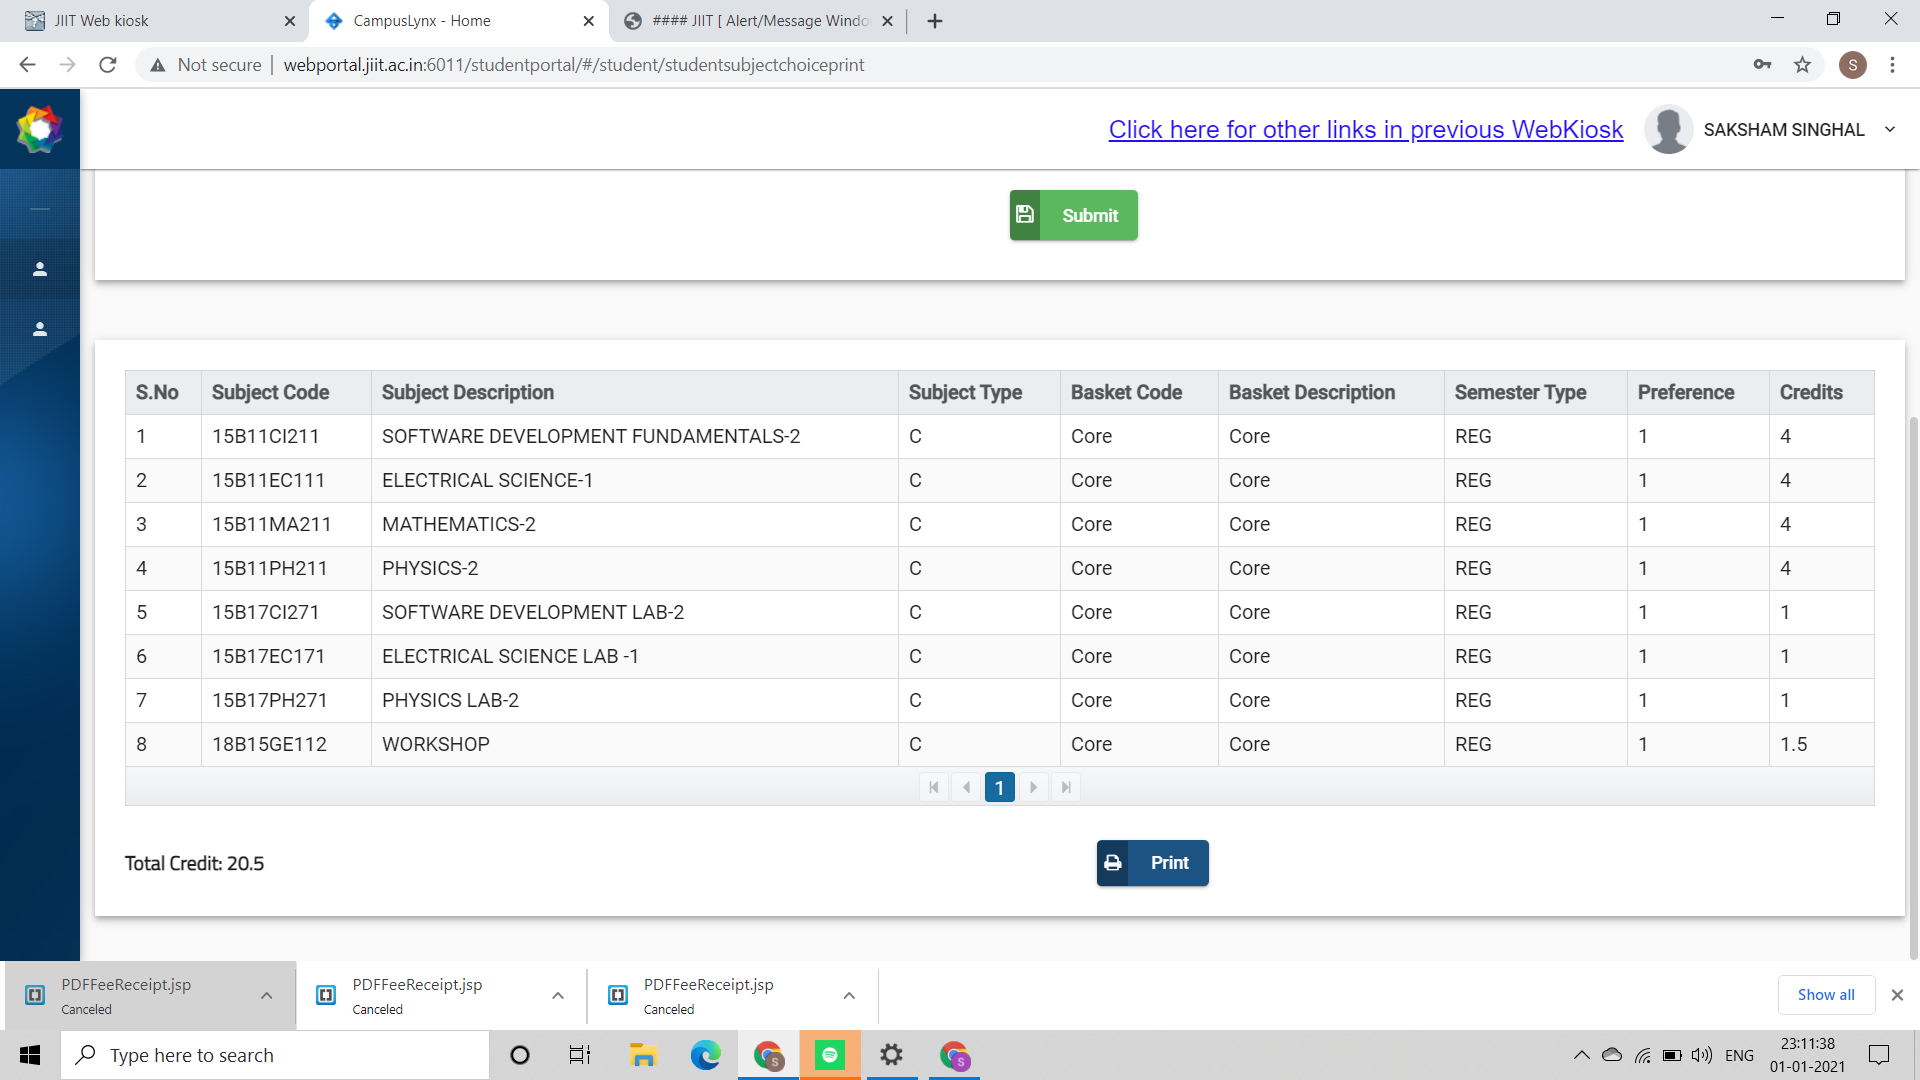 JIIT Web kiosk
CampusLynx - Home
#### JIIT [ Alert/Message Windo
Not secure
webportal.jiit.ac.in:6011/studentportal/#/student/studentsubjectchoiceprint
S
Click here for other links in previous WebKiosk
SAKSHAM SINGHAL
Submit
S.No Subject Code Subject Description Subject Type Basket Code Basket Description Semester Type Preference Credits
1 15B11CI211 SOFTWARE DEVELOPMENT FUNDAMENTALS-2 C Core Core REG 1 4
2 15B11EC111 ELECTRICAL SCIENCE-1 C Core Core REG 1 4
3 15B11MA211 MATHEMATICS-2 C Core Core REG 1 4
4 15B11PH211 PHYSICS-2 C Core Core REG 1 4
5 15B17CI271 SOFTWARE DEVELOPMENT LAB-2 C Core Core REG 1 1
6 15B17EC171 ELECTRICAL SCIENCE LAB -1 C Core Core REG 1 1
7 15B17PH271 PHYSICS LAB-2 C Core Core REG 1 1
8 18B15GE112 WORKSHOP C Core Core REG 1 1.5
1
Total Credit: 20.5
Print
PDFFeeReceipt.jsp
Canceled
PDFFeeReceipt.jsp
Canceled
PDFFeeReceipt.jsp
Canceled
Show all
Type here to search
S
S
ENG
23:11:38
01-01-2021